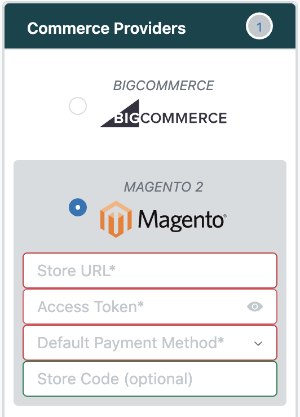 Commerce Providers 1
BIGCOMMERCE
BIGCOMMERCE
MAGENTO 2
Magento®
Store URL*
Access Token*
Default Payment Method*
Store Code (optional)